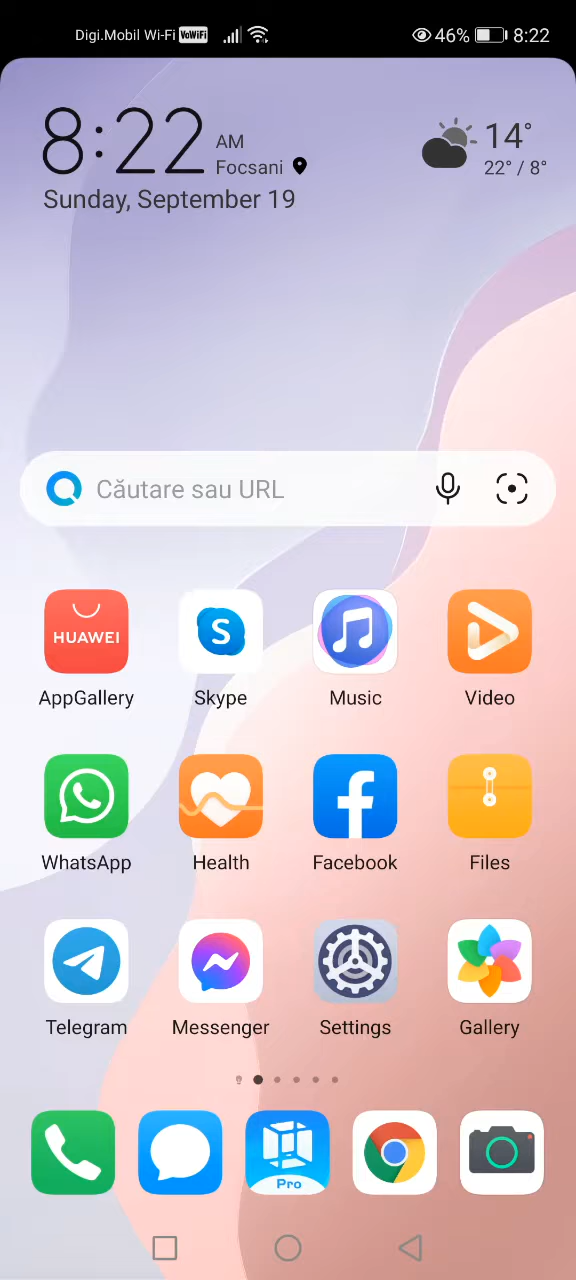 Digi.Mobil Wi-Fi VoWiFi 46% 8:22
8:22 AM
Focsani
14°
22° / 8°
Sunday, September 19
Căutare sau URL
HUAWEI
AppGallery Skype Music Video
WhatsApp Health Facebook Files
Telegram Messenger Settings Gallery
Pro